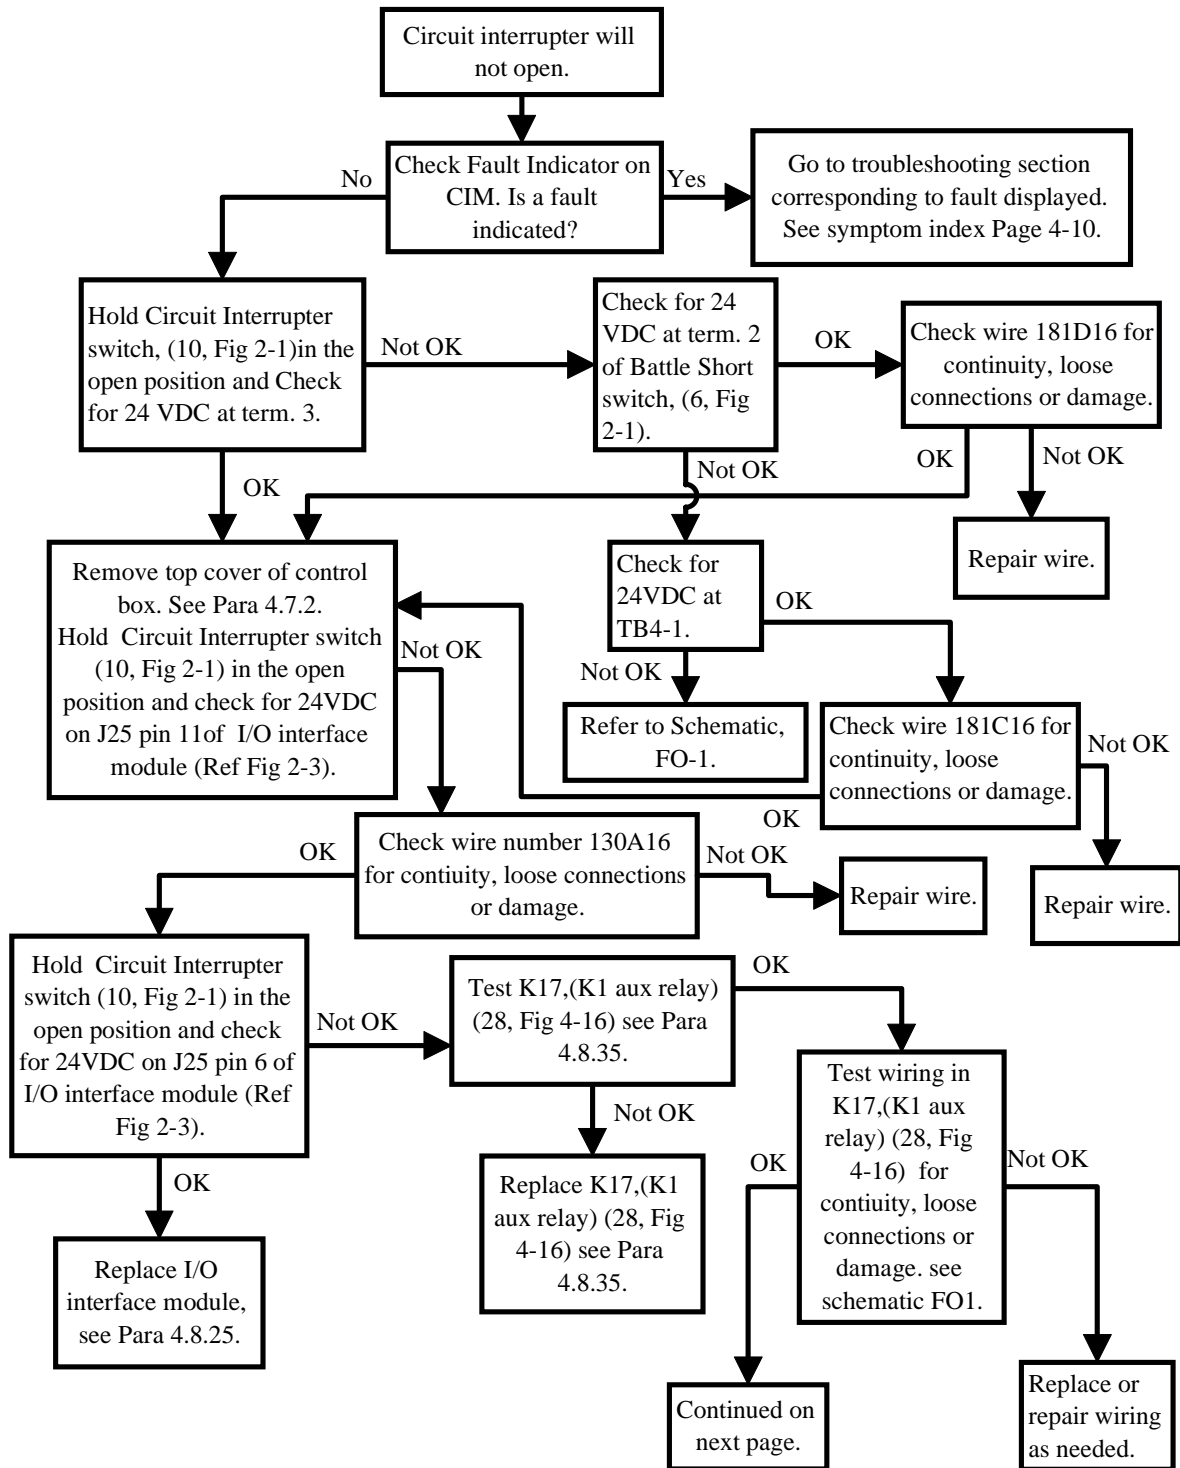 Circuit interrupter will
not open.
Check Fault Indicator on
CIM. Is a fault
indicated?
No
Yes
Go to troubleshooting section
corresponding to fault displayed.
See symptom index Page 4-10.
Hold Circuit Interrupter
switch, (10, Fig 2-1)in the
open position and Check
for 24 VDC at term. 3.
Not OK
Check for 24
VDC at term. 2
of Battle Short
switch, (6, Fig
2-1).
OK
Check wire 181D16 for
continuity, loose
connections or damage.
OK
Not OK
OK
Not OK
Repair wire.
Remove top cover of control
box. See Para 4.7.2.
Hold  Circuit Interrupter switch
(10, Fig 2-1) in the open
position and check for 24VDC
on J25 pin 11of  I/O interface
module (Ref Fig 2-3).
Not OK
Check for
24VDC at
TB4-1.
OK
Not OK
Refer to Schematic,
FO-1.
Check wire 181C16 for
continuity, loose
connections or damage.
Not OK
OK
Repair wire.
Check wire number 130A16
for contiuity, loose connections
or damage.
OK
Not OK
Repair wire.
Hold  Circuit Interrupter
switch (10, Fig 2-1) in the
open position and check
for 24VDC on J25 pin 6 of
I/O interface module (Ref
Fig 2-3).
Not OK
Test K17,(K1 aux relay)
(28, Fig 4-16) see Para
4.8.35.
OK
Not OK
Replace K17,(K1
aux relay) (28, Fig
4-16) see Para
4.8.35.
Test wiring in
K17,(K1 aux
relay) (28, Fig
4-16)  for
contiuity, loose
connections or
damage. see
schematic FO1.
OK
Not OK
OK
Replace I/O
interface module,
see Para 4.8.25.
Continued on
next page.
Replace or
repair wiring
as needed.